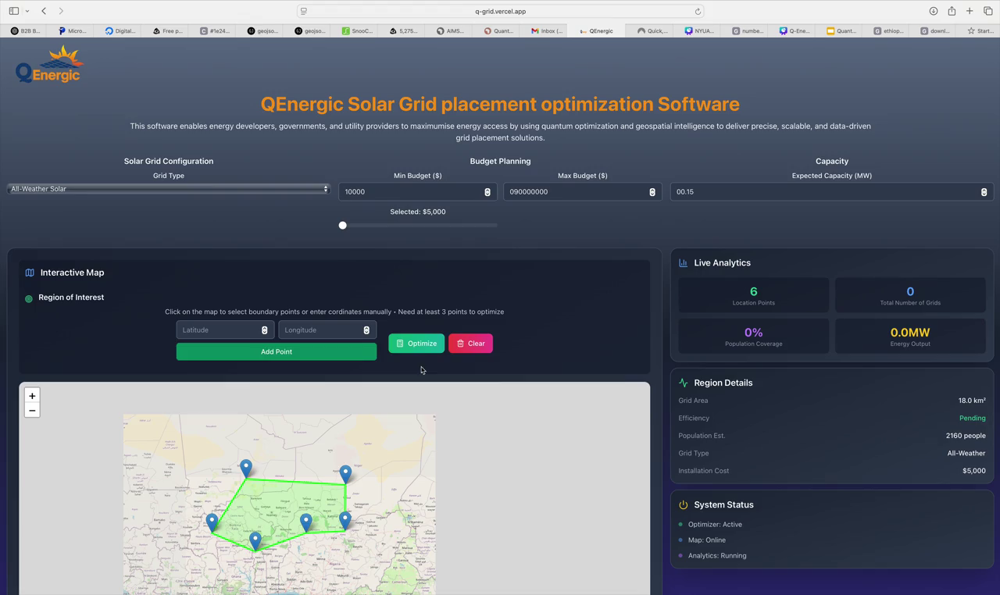 q-grid.vercel.app
B2B B...
Micro...
Digital...
Free p...
#1e24...
geojso...
geojso...
SnooC...
5,275...
AIMS...
Quant...
Inbox (...
QEnergic
Quick,...
NYUA...
numbe...
Q-Ene...
Quant...
ethiop...
downl...
Start...
QEnergic
QEnergic Solar Grid placement optimization Software
This software enables energy developers, governments, and utility providers to maximumise energy access by using quantum optimization and geospatial intelligence to deliver precise, scalable, and data-driven
grid placement solutions.
Solar Grid Configuration
Grid Type
All-Weather Solar
Budget Planning
Min Budget ($)
Max Budget ($)
10000
090000000
Selected: $5,000
Capacity
Expected Capacity (MW)
00.15
Interactive Map
Region of Interest
Click on the map to select boundary points or enter cordinates manually • Need at least 3 points to optimize
Latitude
Longitude
Add Point
Optimize
Clear
+
−
Live Analytics
6
Location Points
0
Total Number of Grids
0%
Population Coverage
0.0MW
Energy Output
Region Details
Grid Area 18.0 km²
Efficiency Pending
Population Est. 2160 people
Grid Type All-Weather
Installation Cost $5,000
System Status
Optimizer: Active
Map: Online
Analytics: Running